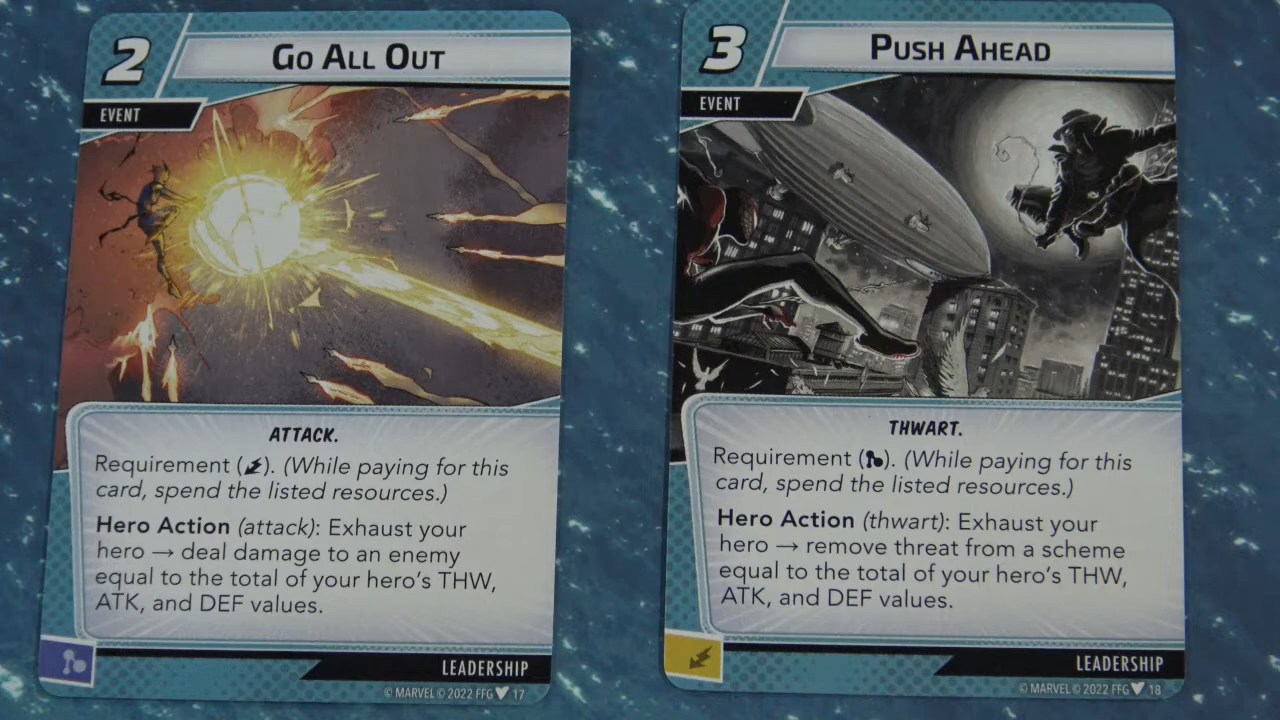 2
GO ALL OUT
EVENT
ATTACK.
Requirement ( ). (While paying for this
card, spend the listed resources.)
Hero Action (attack): Exhaust your
hero → deal damage to an enemy
equal to the total of your hero's THW,
ATK, and DEF values.
LEADERSHIP
© MARVEL © 2022 FFG 17
3
PUSH AHEAD
EVENT
THWART.
Requirement ( ). (While paying for this
card, spend the listed resources.)
Hero Action (thwart): Exhaust your
hero → remove threat from a scheme
equal to the total of your hero's THW,
ATK, and DEF values.
LEADERSHIP
© MARVEL © 2022 FFG 18